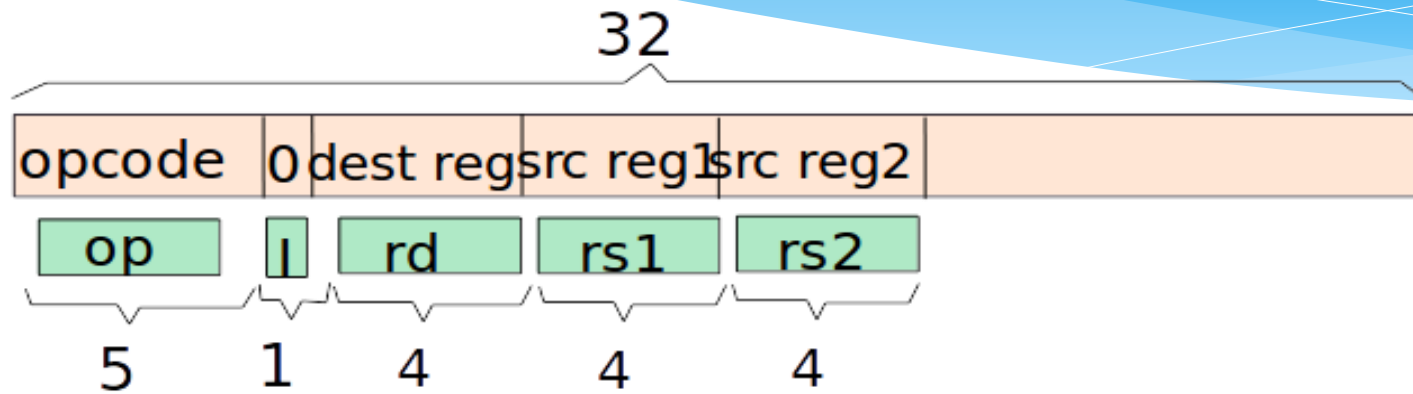 32
opcode 0 dest reg src reg1 src reg2
op I rd rs1 rs2
5 1 4 4 4